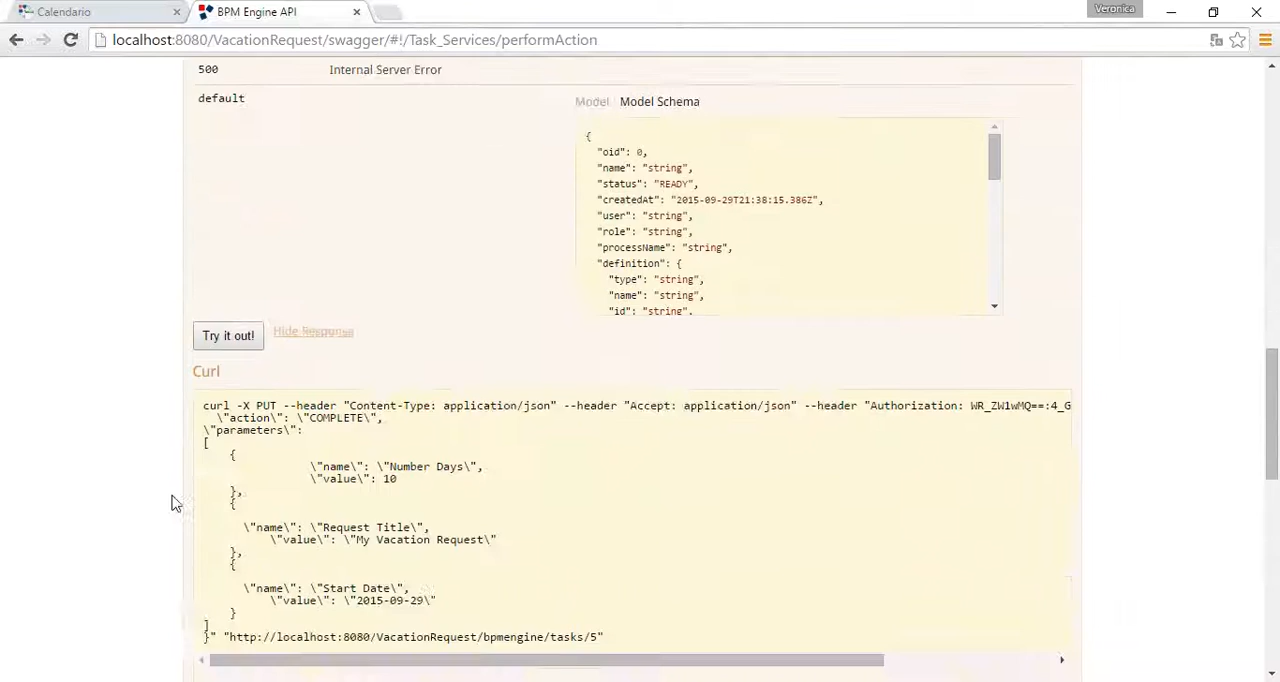 Calendario
BPM Engine API
Veronica
localhost:8080/VacationRequest/swagger/#!/Task_Services/performAction
500 Internal Server Error
default
Model Model Schema
{
"oid": 0,
"name": "string",
"status": "READY",
"createdAt": "2015-09-29T21:38:15.386Z",
"user": "string",
"role": "string",
"processName": "string",
"definition": {
"type": "string",
"name": "string",
"id": "string",
Try it out! Hide Response
Curl
curl -X PUT --header "Content-Type: application/json" --header "Accept: application/json" --header "Authorization: WR_ZWlwMQ==:4_G
\"action\": \"COMPLETE\",
\"parameters\":
[
{
\"name\": \"Number Days\",
\"value\": 10
},
{
\"name\": \"Request Title\",
\"value\": \"My Vacation Request\"
},
{
\"name\": \"Start Date\",
\"value\": \"2015-09-29\"
}
]
}" "http://localhost:8080/VacationRequest/bpmengine/tasks/5"